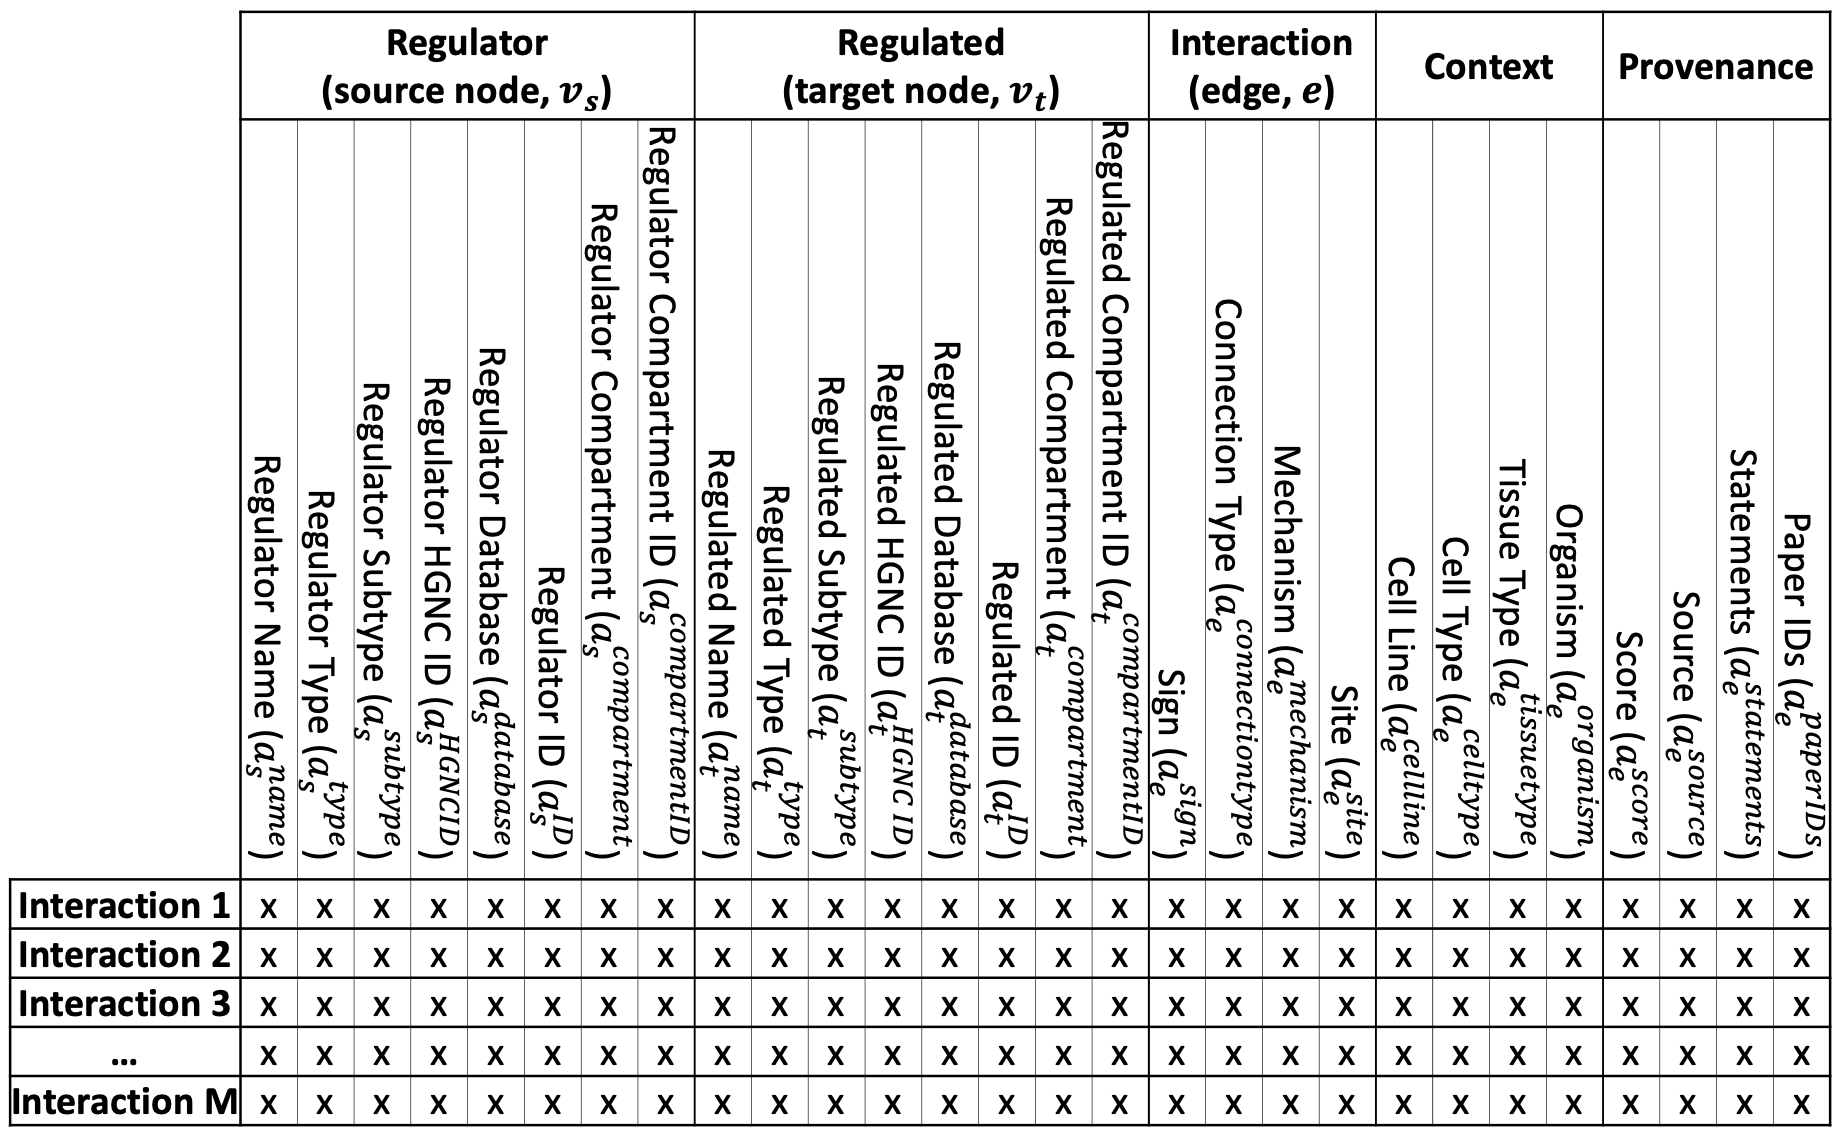 Regulator
(source node, 𝒗ₛ)
Regulated
(target node, 𝒗ₜ)
Interaction
(edge, 𝒆)
Context
Provenance
Regulator Name (a_s^{name})
Regulator Type (a_s^{type})
Regulator Subtype (a_s^{subtype})
Regulator HGNC ID (a_s^{HGNCID})
Regulator Database (a_s^{database})
Regulator ID (a_s^{ID})
Regulator Compartment (a_s^{compartment})
Regulator Compartment ID (a_s^{compartmentID})
Regulated Name (a_t^{name})
Regulated Type (a_t^{type})
Regulated Subtype (a_t^{subtype})
Regulated HGNC ID (a_t^{HGNC ID})
Regulated Database (a_t^{database})
Regulated ID (a_t^{ID})
Regulated Compartment (a_t^{compartment})
Regulated Compartment ID (a_t^{compartmentID})
Sign (a_e^{sign})
Connection Type (a_e^{connectiontype})
Mechanism (a_e^{mechanism})
Site (a_e^{site})
Cell Line (a_e^{cellline})
Cell Type (a_e^{celltype})
Tissue Type (a_e^{tissuetype})
Organism (a_e^{organism})
Score (a_e^{score})
Source (a_e^{source})
Statements (a_e^{statements})
Paper IDs (a_e^{paperIDs})
Interaction 1 x x x x x x x x x x x x x x x x x x x x x x x x x x x x
Interaction 2 x x x x x x x x x x x x x x x x x x x x x x x x x x x x
Interaction 3 x x x x x x x x x x x x x x x x x x x x x x x x x x x x
... x x x x x x x x x x x x x x x x x x x x x x x x x x x x
Interaction M x x x x x x x x x x x x x x x x x x x x x x x x x x x x